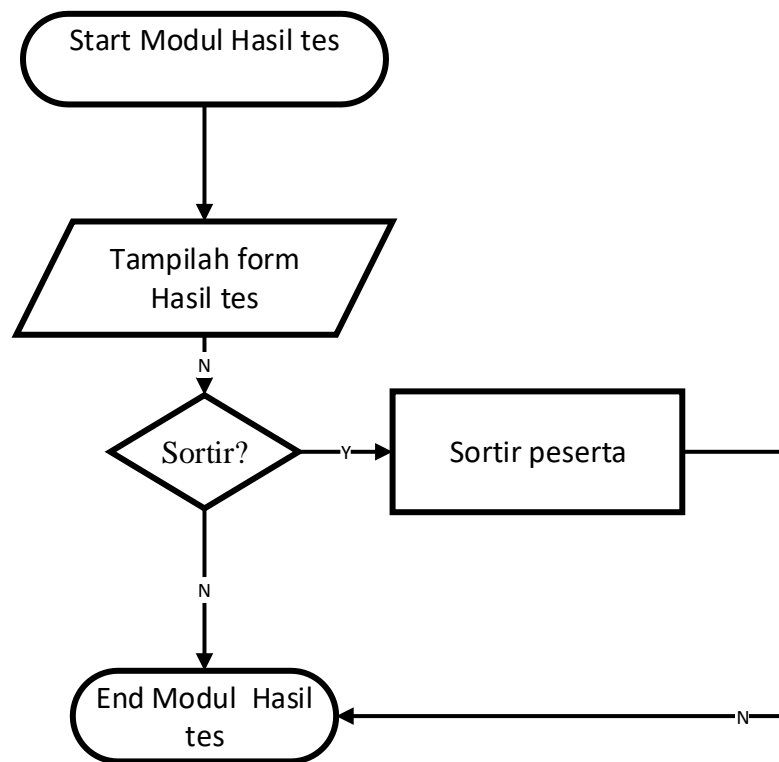 Start Modul Hasil tes
Tampilah form
Hasil tes
N
Sortir?
Y
Sortir peserta
N
End Modul  Hasil
tes
N